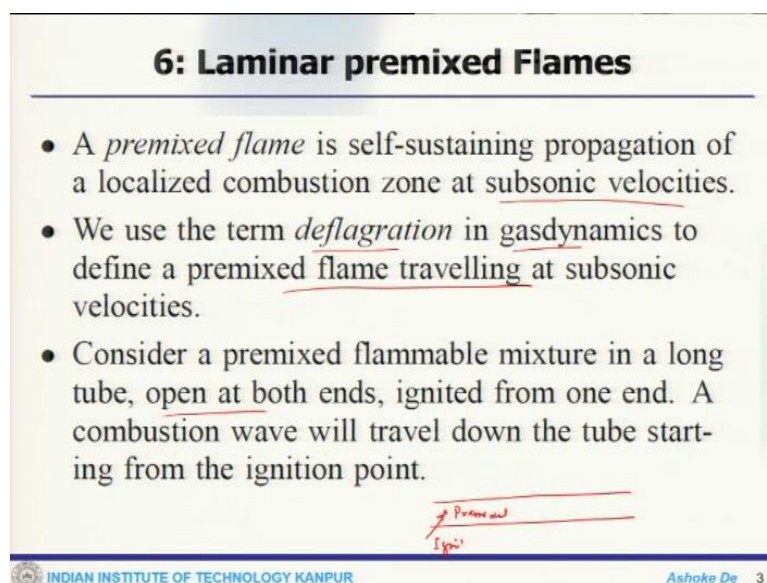 6: Laminar premixed Flames
• A premixed flame is self-sustaining propagation of
a localized combustion zone at subsonic velocities.
• We use the term deflagration in gasdynamics to
define a premixed flame travelling at subsonic
velocities.
• Consider a premixed flammable mixture in a long
tube, open at both ends, ignited from one end. A
combustion wave will travel down the tube start-
ing from the ignition point.
INDIAN INSTITUTE OF TECHNOLOGY KANPUR
Ashoke De 3